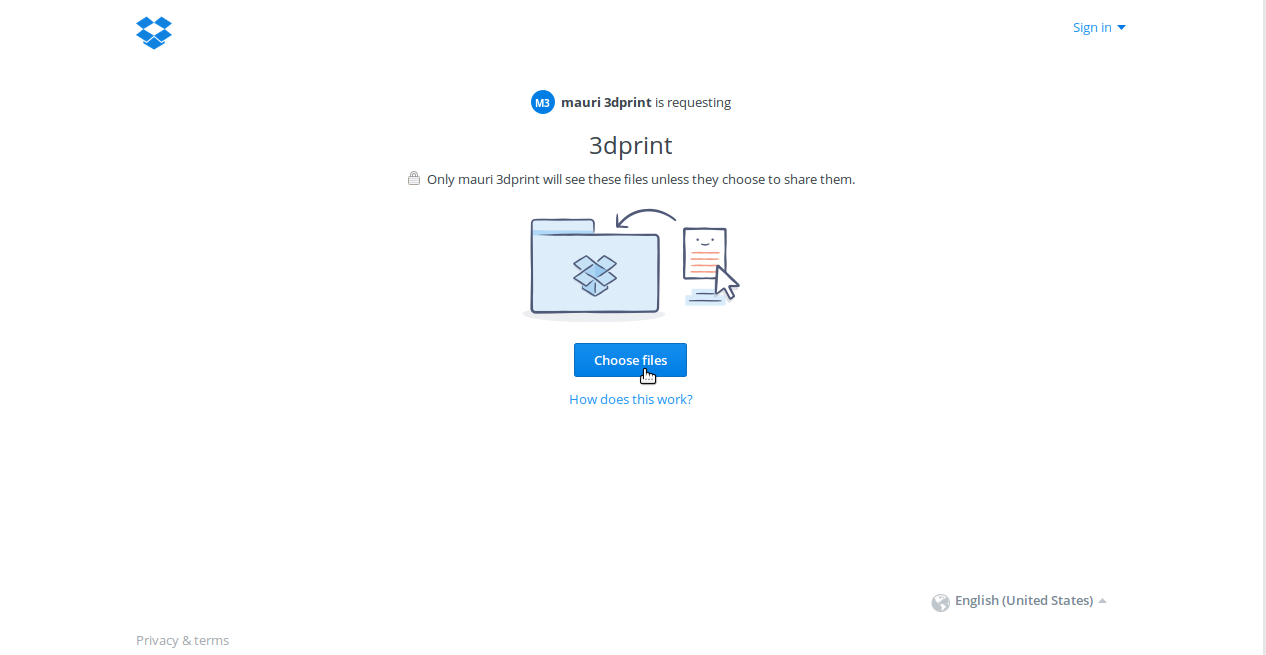 Sign in
M3 mauri 3dprint is requesting
3dprint
Only mauri 3dprint will see these files unless they choose to share them.
Choose files
How does this work?
English (United States)
Privacy & terms